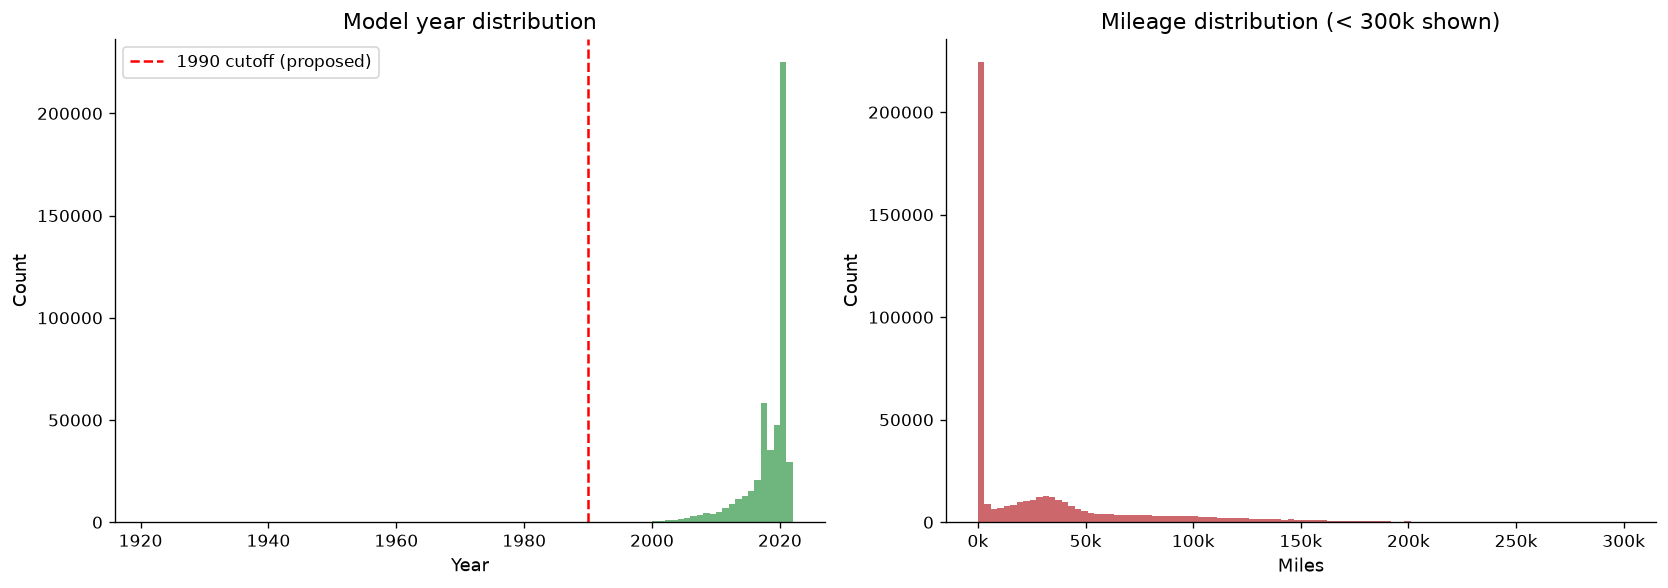 Model year distribution
1990 cutoff (proposed)
200000
150000
100000
50000
0
Count
1920
1940
1960
1980
2000
2020
Year
Mileage distribution (< 300k shown)
200000
150000
100000
50000
0
Count
0k
50k
100k
150k
200k
250k
300k
Miles